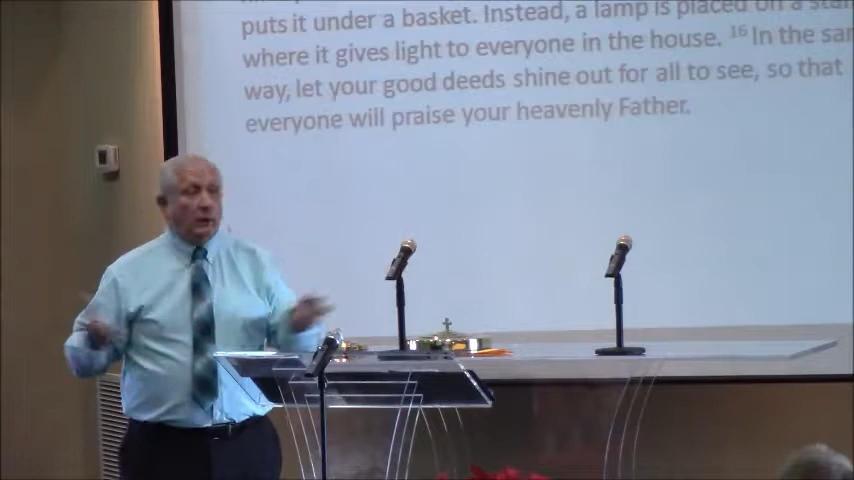 puts it under a basket. Instead, a lamp is placed on a stand
where it gives light to everyone in the house. 16 In the same
way, let your good deeds shine out for all to see, so that
everyone will praise your heavenly Father.